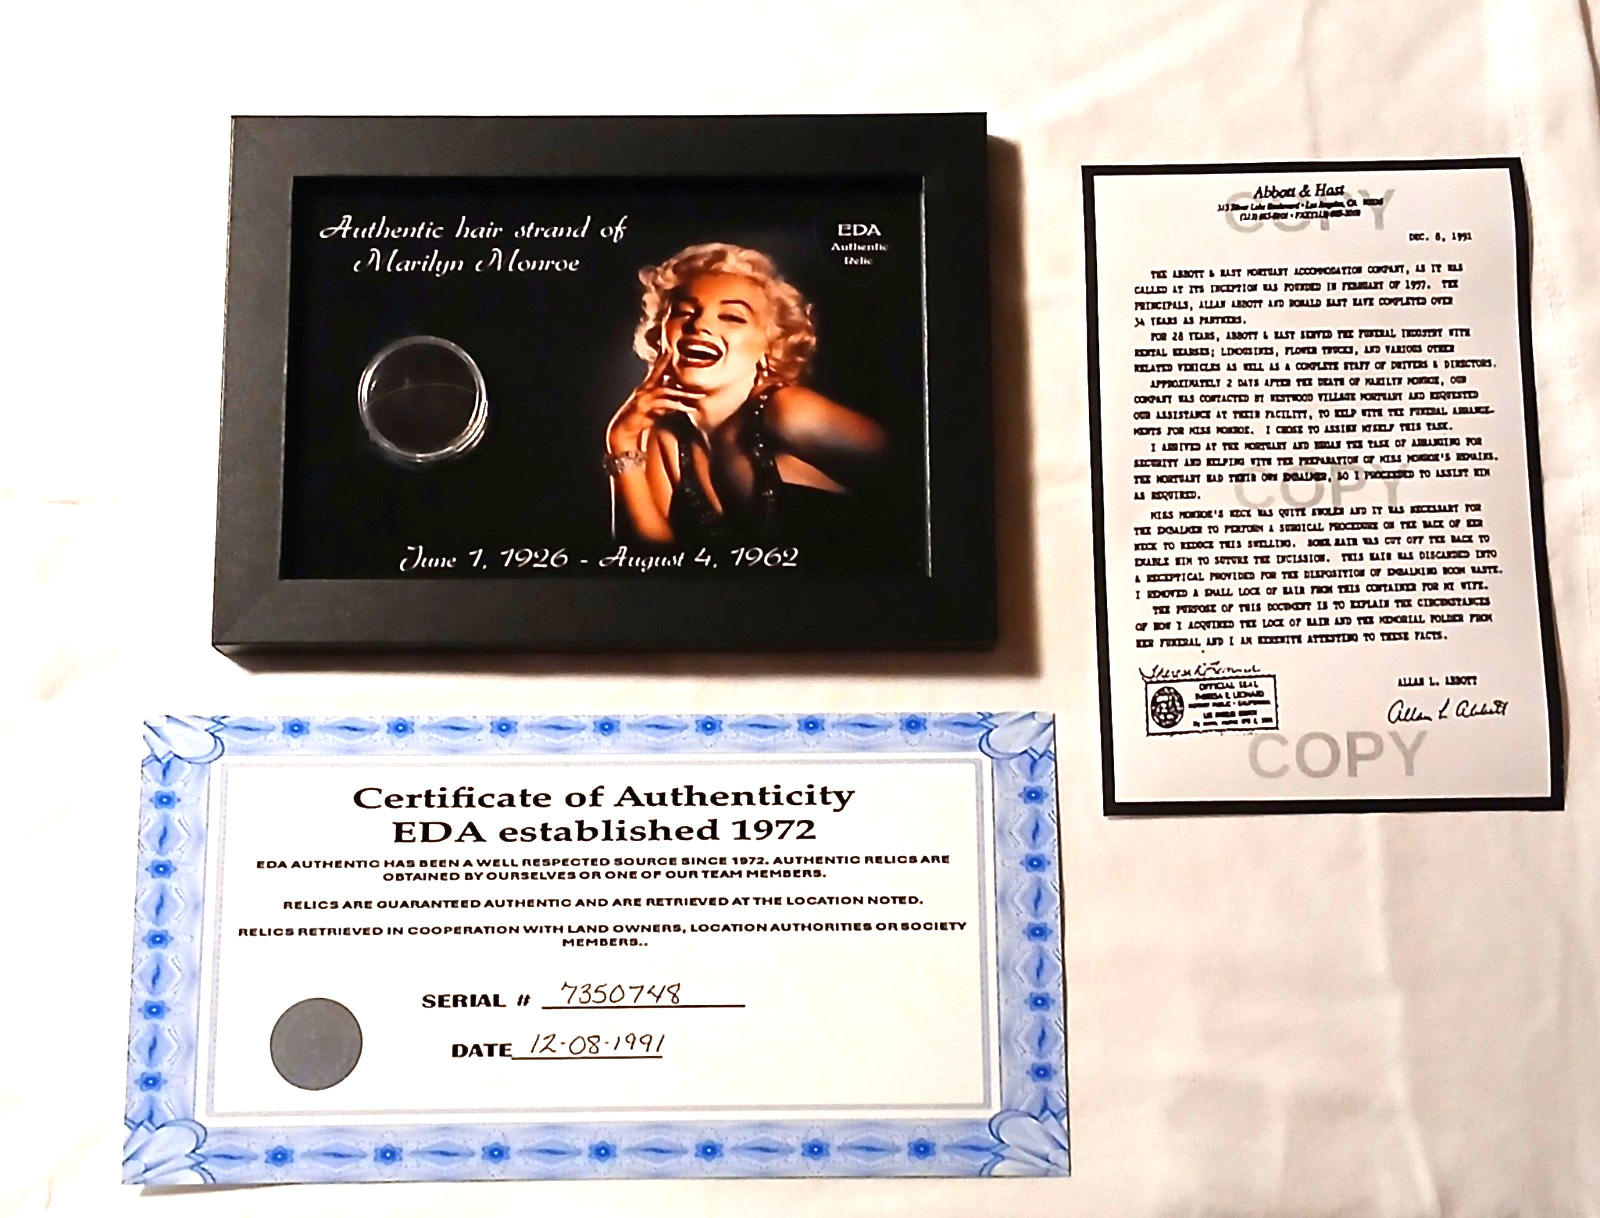 Authentic hair strand of
Marilyn Monroe
EDA
Authentic
Relic
June 1, 1926 - August 4, 1962
Abbott & Hast
COPY
DEC. 8, 1991
THE ABBOTT & HAST MORTUARY ACCOMMODATION COMPANY, AS IT WAS
CALLED AT ITS INCEPTION WAS FOUNDED IN FEBRUARY OF 1957. THE
PRINCIPALS, ALLAN ABBOTT AND RONALD HAST HAVE COMPLETED OVER
34 YEARS AS PARTNERS.
FOR 28 YEARS, ABBOTT & HAST SERVED THE FUNERAL INDUSTRY WITH
RENTAL HEARSES; LIMOUSINES, FLOWER TRUCKS, AND VARIOUS OTHER
RELATED VEHICLES AS WELL AS A COMPLETE STAFF OF DRIVERS & DIRECTORS.
APPROXIMATELY 2 DAYS AFTER THE DEATH OF MARILYN MONROE, OUR
COMPANY WAS CONTACTED BY WESTWOOD VILLAGE MORTUARY AND REQUESTED
OUR ASSISTANCE AT THEIR FACILITY, TO HELP WITH THE FUNERAL ARRANGE-
MENTS FOR MISS MONROE. I CHOSE TO ASSIGN MYSELF THIS TASK.
I ARRIVED AT THE MORTUARY AND BEGAN THE TASK OF ARRANGING FOR
SECURITY AND HELPING WITH THE PREPARATION OF MISS MONROE'S REMAINS.
THE MORTUARY HAD THEIR OWN EMBALMER, SO I PROCEEDED TO ASSIST HIM
AS REQUIRED.
COPY
MISS MONROE'S NECK WAS QUITE SWOLEN AND IT WAS NECESSARY FOR
THE EMBALMER TO PERFORM A SURGICAL PROCEDURE ON THE BACK OF HER
NECK TO REDUCE THIS SWELLING. SOME HAIR WAS CUT OFF THE BACK TO
ENABLE HIM TO SUTURE THE INCISSION. THIS HAIR WAS DISCARDED INTO
A RECEPTICAL PROVIDED FOR THE DISPOSITION OF EMBALMING ROOM WASTE.
I REMOVED A SMALL LOCK OF HAIR FROM THIS CONTAINER FOR MY WIFE.
THE PURPOSE OF THIS DOCUMENT IS TO EXPLAIN THE CIRCUMSTANCES
OF HOW I ACQUIRED THE LOCK OF HAIR AND THE MEMORIAL FOLDER FROM
HER FUNERAL AND I AM HEREWITH ATTESTING TO THESE FACTS.
OFFICIAL SEAL
ALLAN L. ABBOTT
Allan L Abbott
COPY
Certificate of Authenticity
EDA established 1972
EDA AUTHENTIC HAS BEEN A WELL RESPECTED SOURCE SINCE 1972. AUTHENTIC RELICS ARE
OBTAINED BY OURSELVES OR ONE OF OUR TEAM MEMBERS.
RELICS ARE GUARANTEED AUTHENTIC AND ARE RETRIEVED AT THE LOCATION NOTED.
RELICS RETRIEVED IN COOPERATION WITH LAND OWNERS, LOCATION AUTHORITIES OR SOCIETY
MEMBERS..
SERIAL # 7350748
DATE 12-08-1991